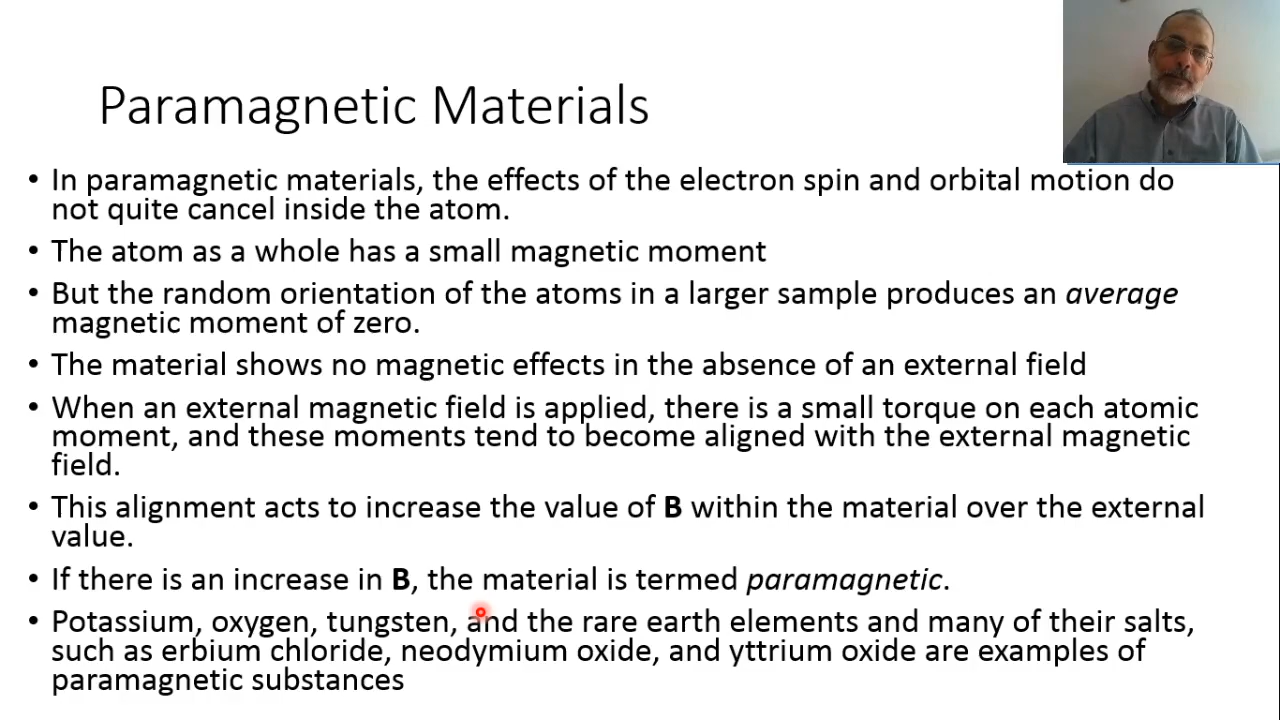 Paramagnetic Materials
• In paramagnetic materials, the effects of the electron spin and orbital motion do
not quite cancel inside the atom.
• The atom as a whole has a small magnetic moment
• But the random orientation of the atoms in a larger sample produces an average
magnetic moment of zero.
• The material shows no magnetic effects in the absence of an external field
• When an external magnetic field is applied, there is a small torque on each atomic
moment, and these moments tend to become aligned with the external magnetic
field.
• This alignment acts to increase the value of B within the material over the external
value.
• If there is an increase in B, the material is termed paramagnetic.
• Potassium, oxygen, tungsten, and the rare earth elements and many of their salts,
such as erbium chloride, neodymium oxide, and yttrium oxide are examples of
paramagnetic substances